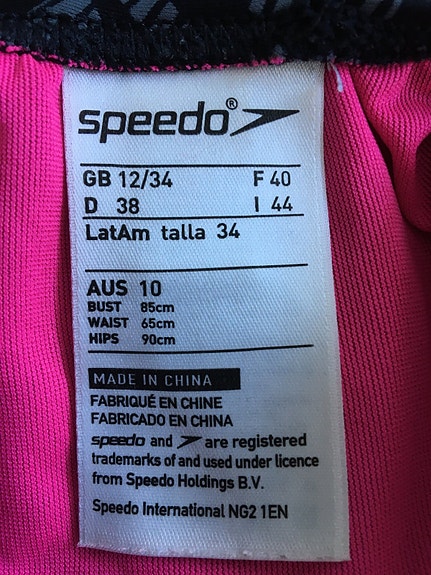 speedo®
GB 12/34 F 40
D 38 I 44
LatAm talla 34
AUS 10
BUST 85cm
WAIST 65cm
HIPS 90cm
MADE IN CHINA
FABRIQUÉ EN CHINE
FABRICADO EN CHINA
speedo and are registered
trademarks of and used under licence
from Speedo Holdings B.V.
Speedo International NG2 1EN